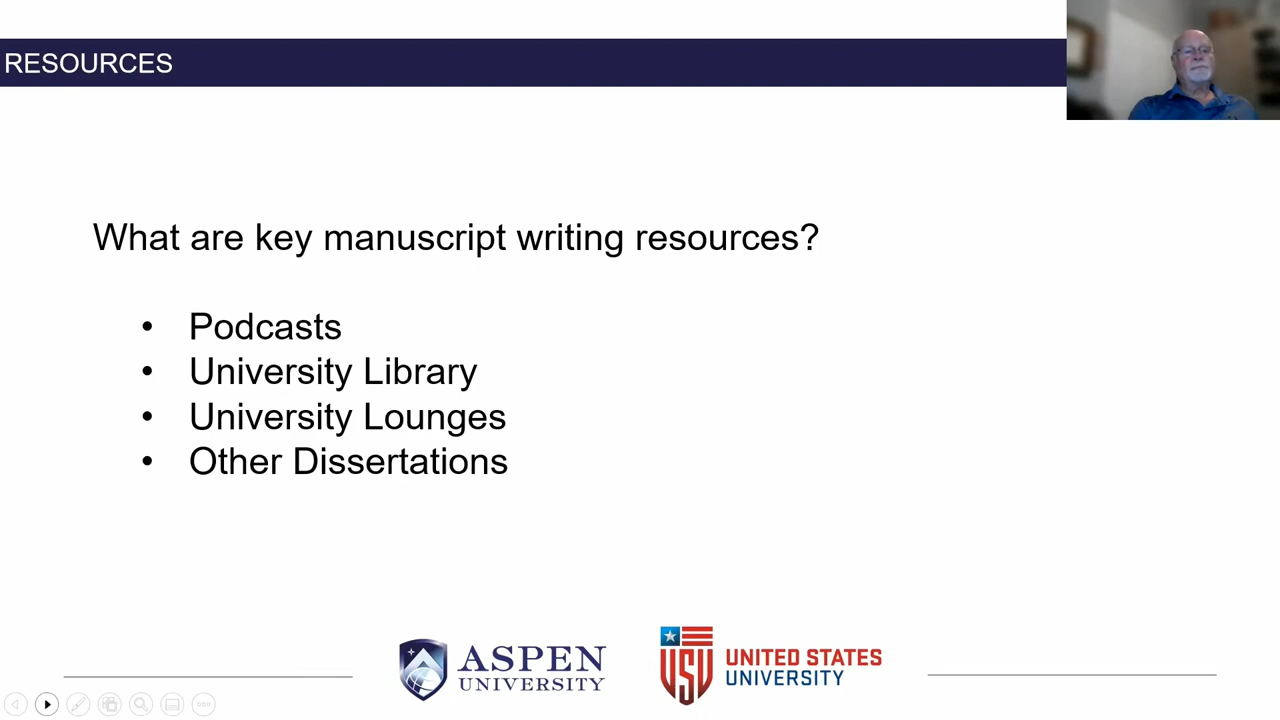 RESOURCES
What are key manuscript writing resources?
• Podcasts
• University Library
• University Lounges
• Other Dissertations
ASPEN
UNIVERSITY
USU
UNITED STATES
UNIVERSITY